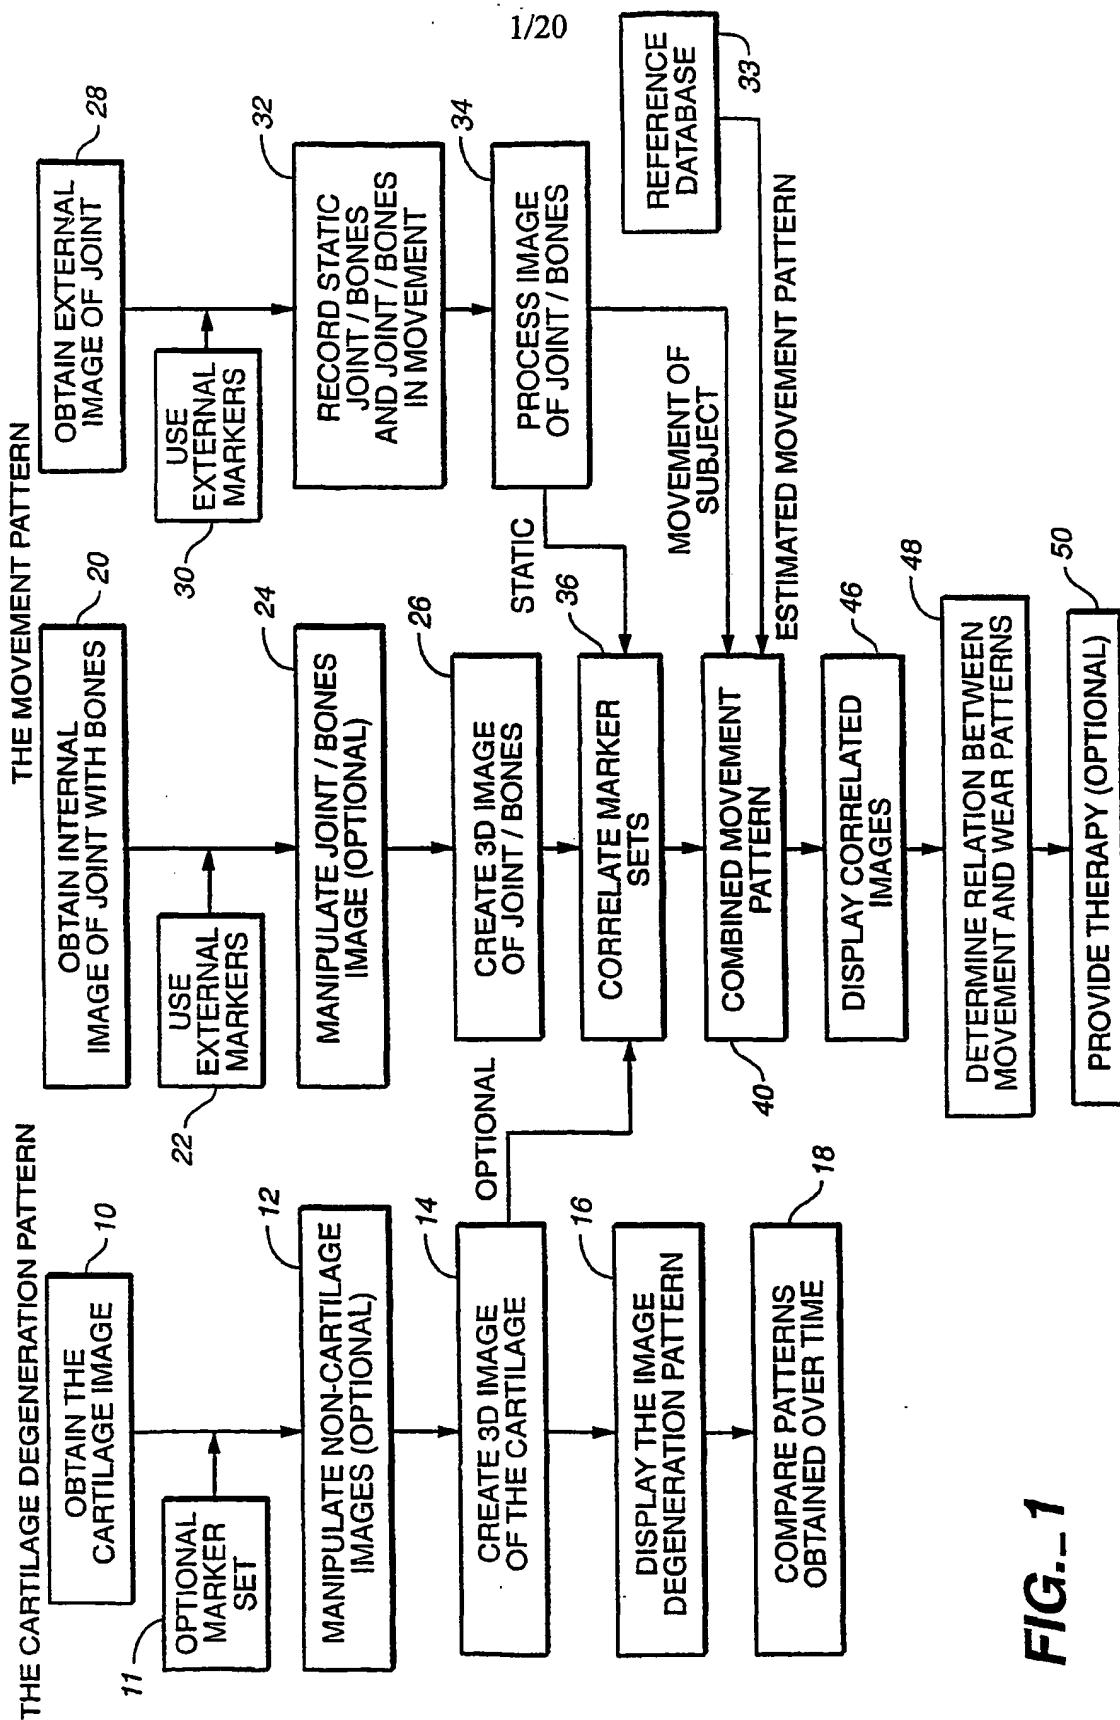 1/20
THE CARTILAGE DEGENERATION PATTERN
OBTAIN THE
CARTILAGE IMAGE
10
OPTIONAL
MARKER
SET
11
MANIPULATE NON-CARTILAGE
IMAGES (OPTIONAL)
12
CREATE 3D IMAGE
OF THE CARTILAGE
14
OPTIONAL
DISPLAY THE IMAGE
DEGENERATION PATTERN
16
COMPARE PATTERNS
OBTAINED OVER TIME
18
THE MOVEMENT PATTERN
OBTAIN INTERNAL
IMAGE OF JOINT WITH BONES
20
USE
EXTERNAL
MARKERS
22
MANIPULATE JOINT / BONES
IMAGE (OPTIONAL)
24
CREATE 3D IMAGE
OF JOINT / BONES
26
CORRELATE MARKER
SETS
36
COMBINED MOVEMENT
PATTERN
40
DISPLAY CORRELATED
IMAGES
46
DETERMINE RELATION BETWEEN
MOVEMENT AND WEAR PATTERNS
48
PROVIDE THERAPY (OPTIONAL)
50
OBTAIN EXTERNAL
IMAGE OF JOINT
28
USE
EXTERNAL
MARKERS
30
RECORD STATIC
JOINT / BONES
AND JOINT / BONES
IN MOVEMENT
32
PROCESS IMAGE
OF JOINT / BONES
34
STATIC
MOVEMENT OF
SUBJECT
ESTIMATED MOVEMENT PATTERN
REFERENCE
DATABASE
33
FIG._1